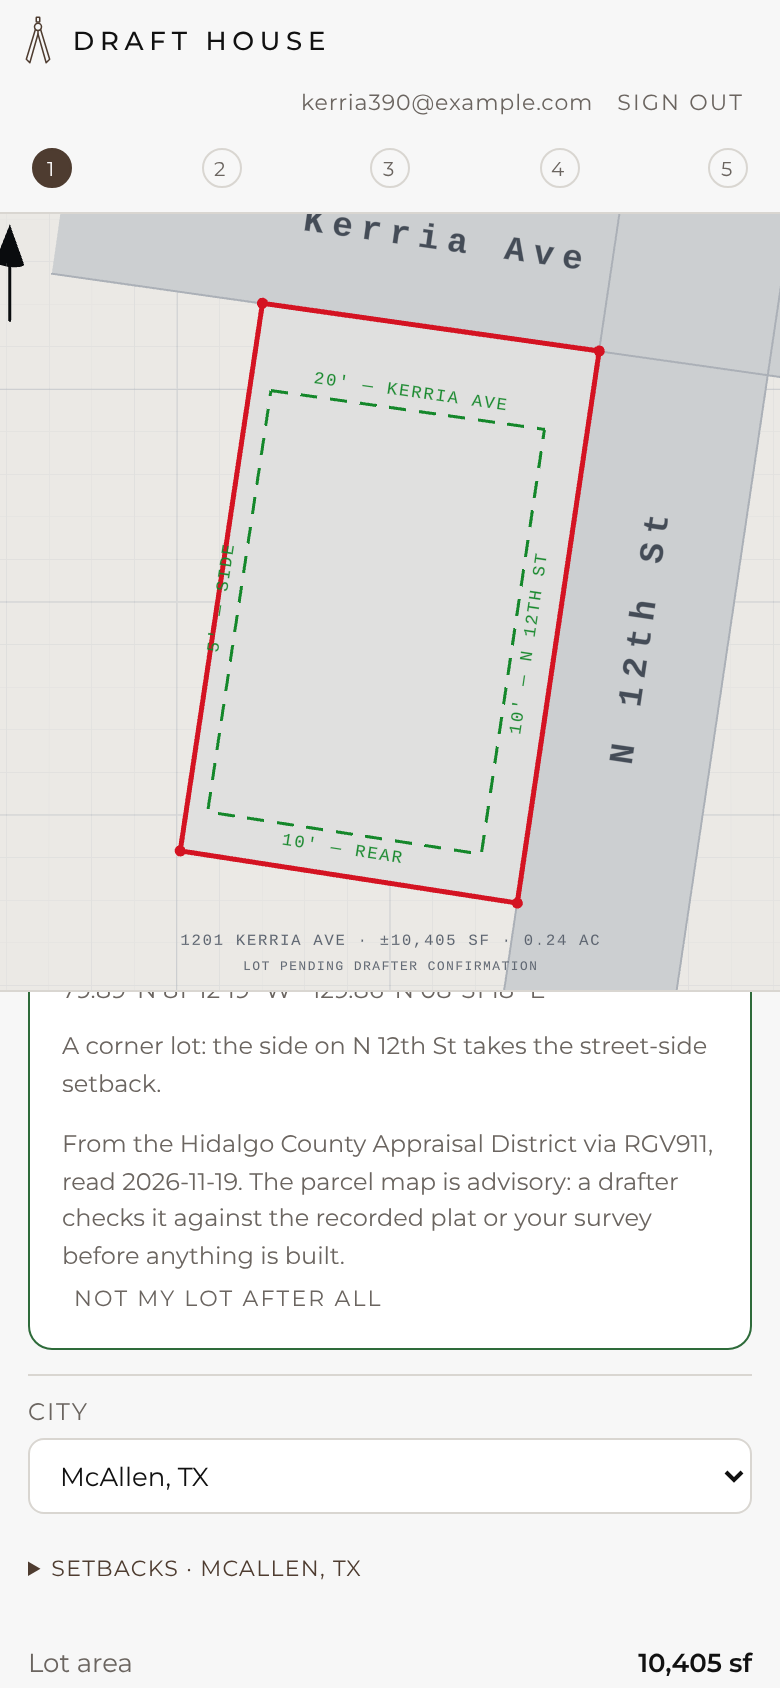 DRAFT HOUSE
kerria390@example.com SIGN OUT
1 2 3 4 5
Kerria Ave
20' — KERRIA AVE
5' — SIDE
10' — N 12TH ST
N 12th St
10' — REAR
1201 KERRIA AVE · ±10,405 SF · 0.24 AC
LOT PENDING DRAFTER CONFIRMATION
A corner lot: the side on N 12th St takes the street-side
setback.
From the Hidalgo County Appraisal District via RGV911,
read 2026-11-19. The parcel map is advisory: a drafter
checks it against the recorded plat or your survey
before anything is built.
NOT MY LOT AFTER ALL
CITY
McAllen, TX
SETBACKS · MCALLEN, TX
Lot area 10,405 sf